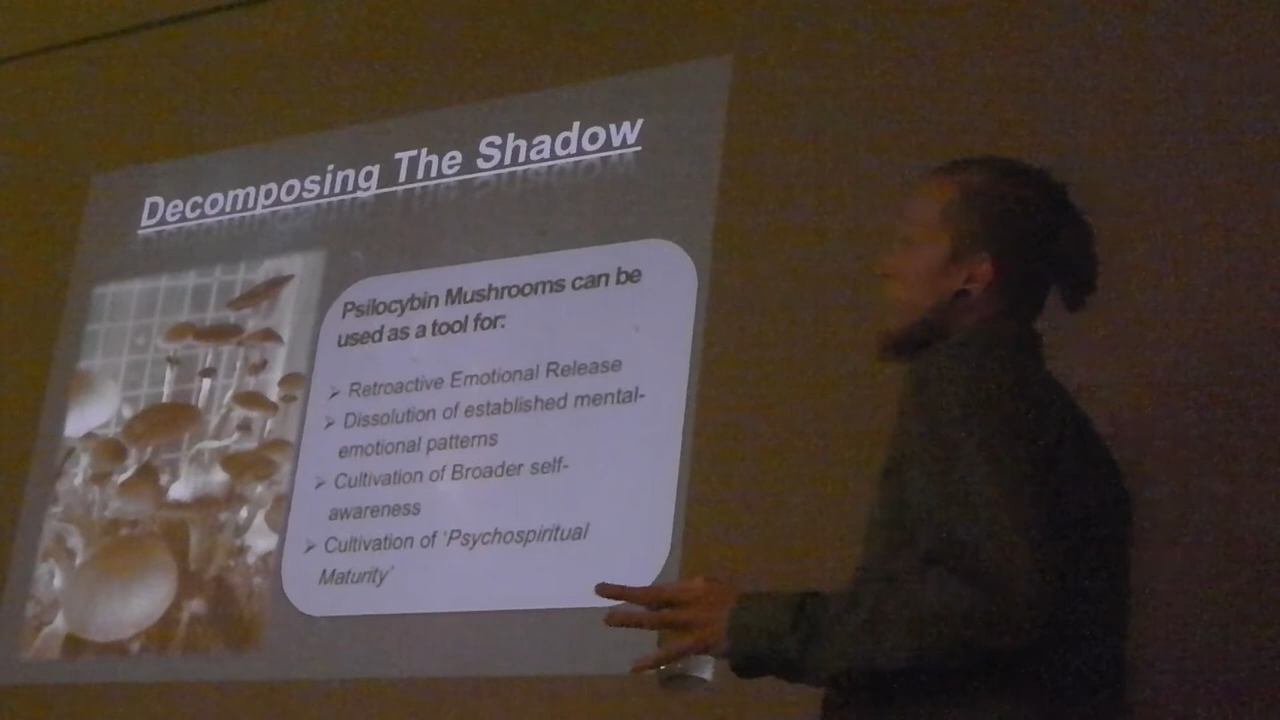 Decomposing The Shadow
Psilocybin Mushrooms can be
used as a tool for:
➢ Retroactive Emotional Release
➢ Dissolution of established mental-
emotional patterns
➢ Cultivation of Broader self-
awareness
➢ Cultivation of 'Psychospiritual
Maturity'